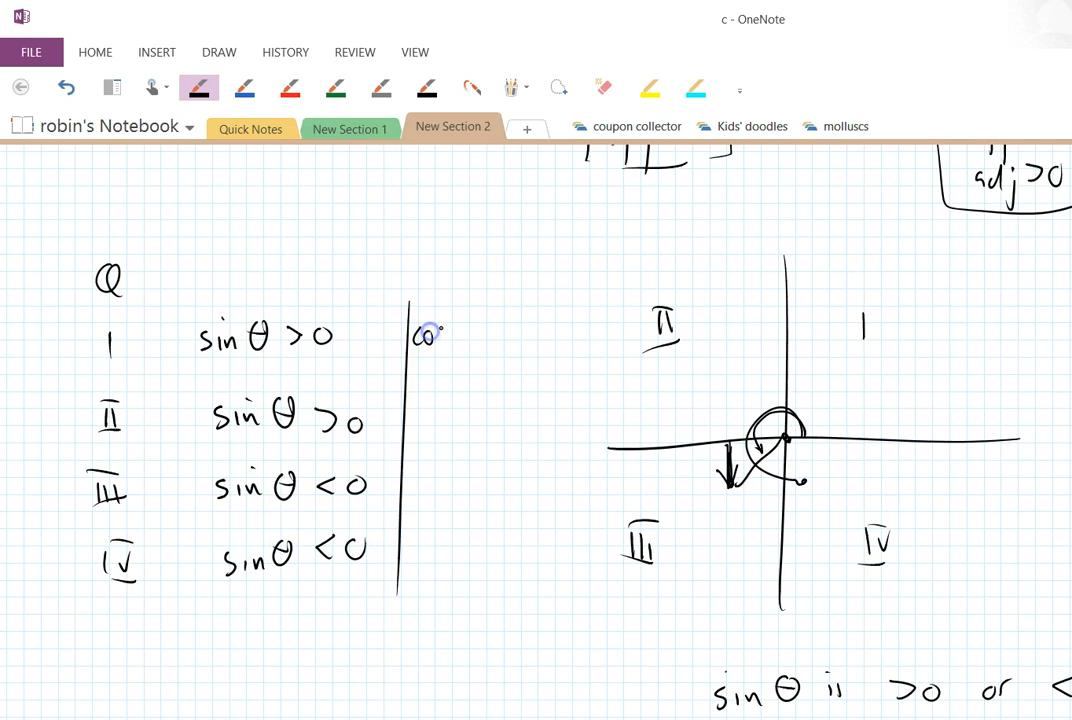 c - OneNote
FILE HOME INSERT DRAW HISTORY REVIEW VIEW
robin's Notebook Quick Notes New Section 1 New Section 2 + coupon collector Kids' doodles molluscs
adj >0
Q
I sin θ > 0
II sin θ > 0
III sin θ < 0
IV sin θ < 0
II I
III IV
sin θ is >0 or <